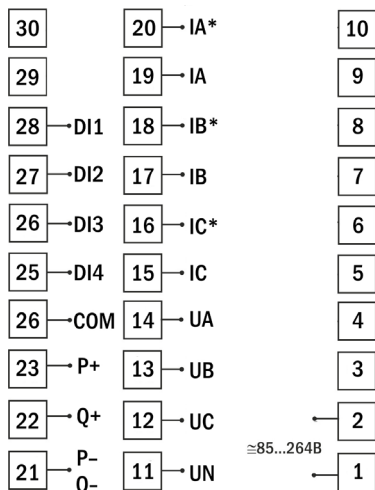 30 20 IA* 10
29 19 IA 9
28 DI1 18 IB* 8
27 DI2 17 IB 7
26 DI3 16 IC* 6
25 DI4 15 IC 5
26 COM 14 UA 4
23 P+ 13 UB 3
22 Q+ 12 UC 2
≅85...264B
21 P– 11 UN 1
Q–